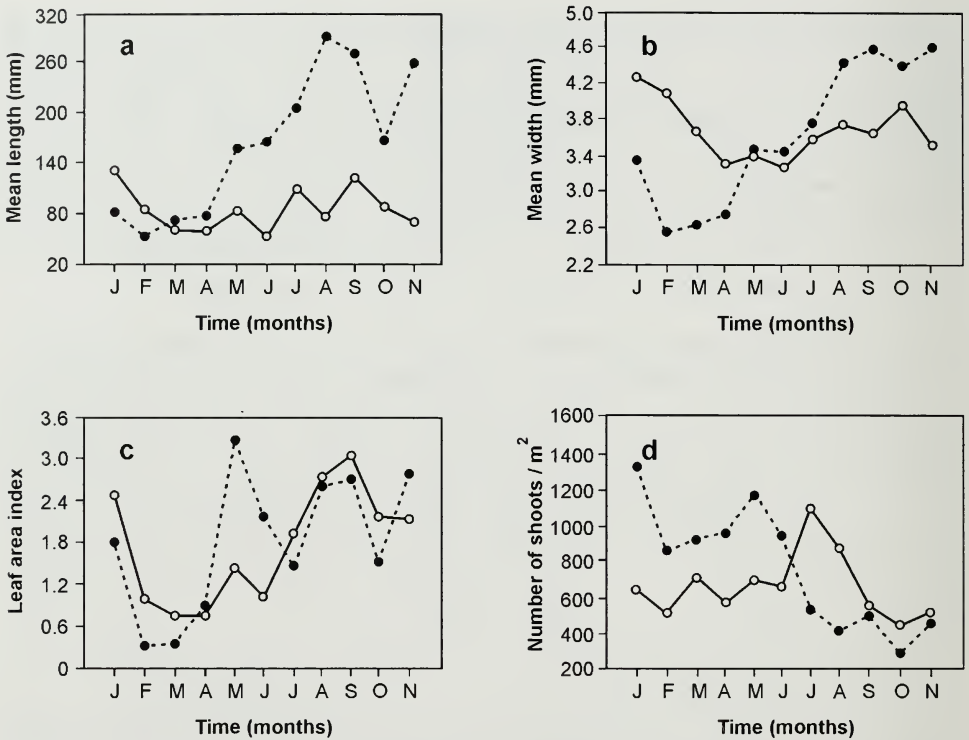 a
Mean length (mm)
320
260
200
140
80
20
J F M A M J J A S O N
Time (months)
b
Mean width (mm)
5.0
4.6
4.2
3.8
3.4
3.0
2.6
2.2
J F M A M J J A S O N
Time (months)
c
Leaf area index
3.6
3.0
2.4
1.8
1.2
0.6
0
J F M A M J J A S O N
Time (months)
d
Number of shoots / m²
1600
1400
1200
1000
800
600
400
200
J F M A M J J A S O N
Time (months)